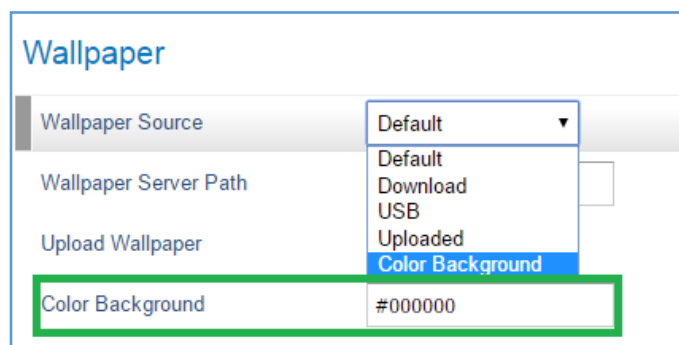 Wallpaper
Wallpaper Source Default
Default
Wallpaper Server Path Download
USB
Upload Wallpaper Uploaded
Color Background
Color Background #000000